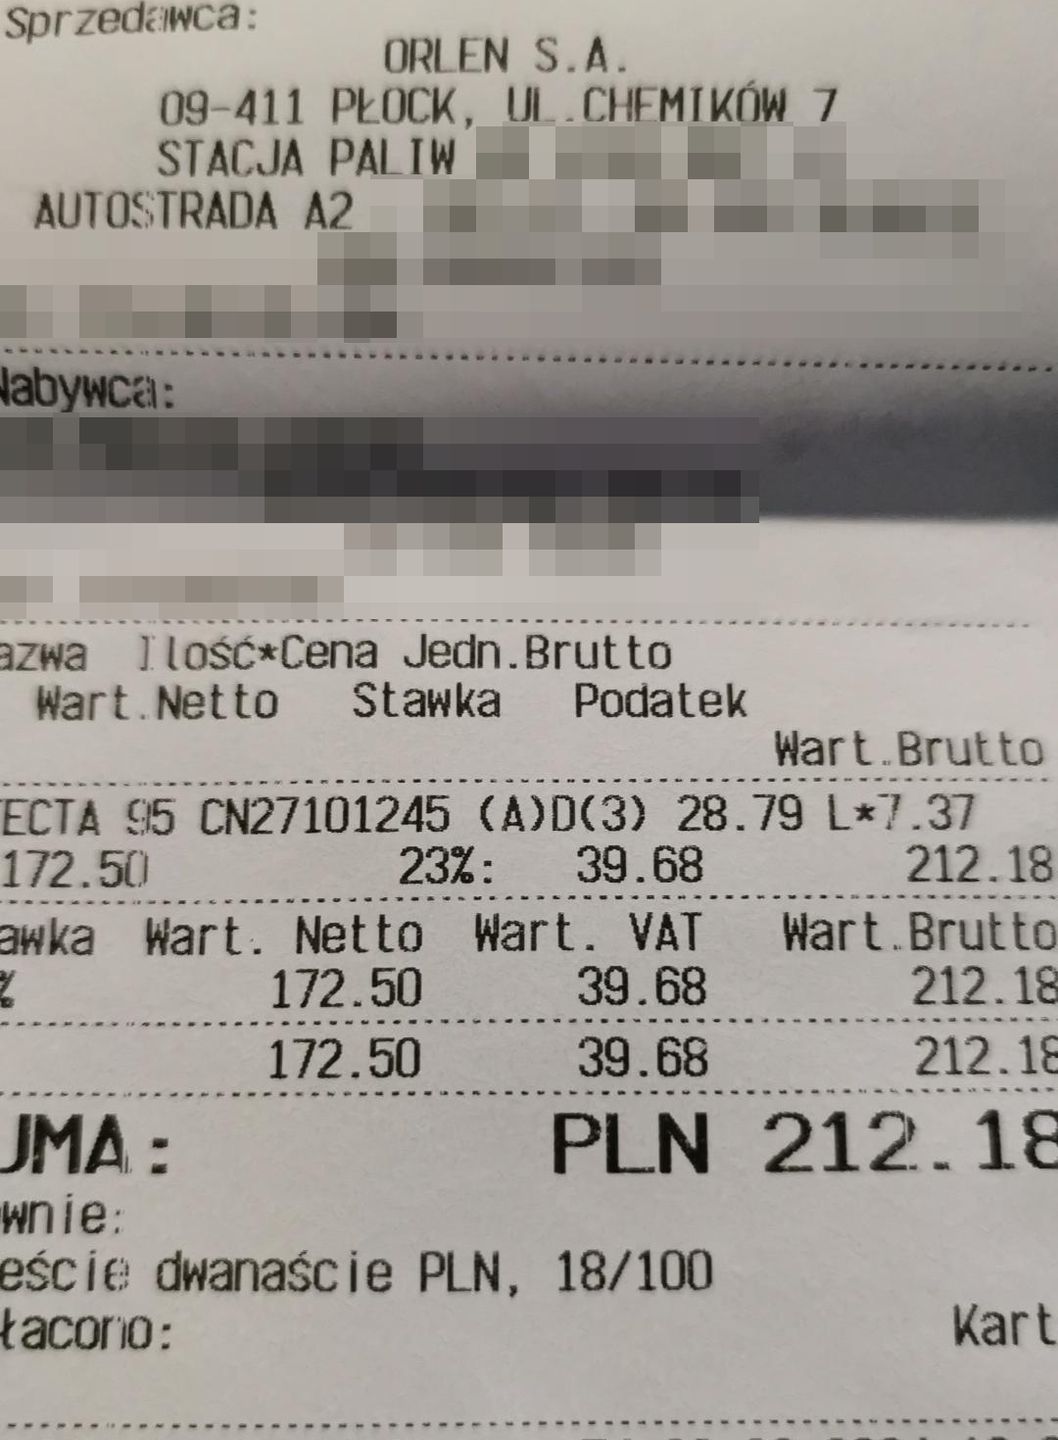 Sprzedawca:
ORLEN S.A.
09-411 PŁOCK, UL.CHEMIKÓW 7
STACJA PALIW
AUTOSTRADA A2
Nabywca:
azwa Ilość*Cena Jedn.Brutto
Wart.Netto Stawka Podatek
Wart.Brutto
ECTA 95 CN27101245 (A)D(3) 28.79 L*7.37
172.50 23%: 39.68 212.18
awka Wart. Netto Wart. VAT Wart.Brutto
% 172.50 39.68 212.18
172.50 39.68 212.18
UMA: PLN 212.18
wnie:
eście dwanaście PLN, 18/100
łacono: Kart